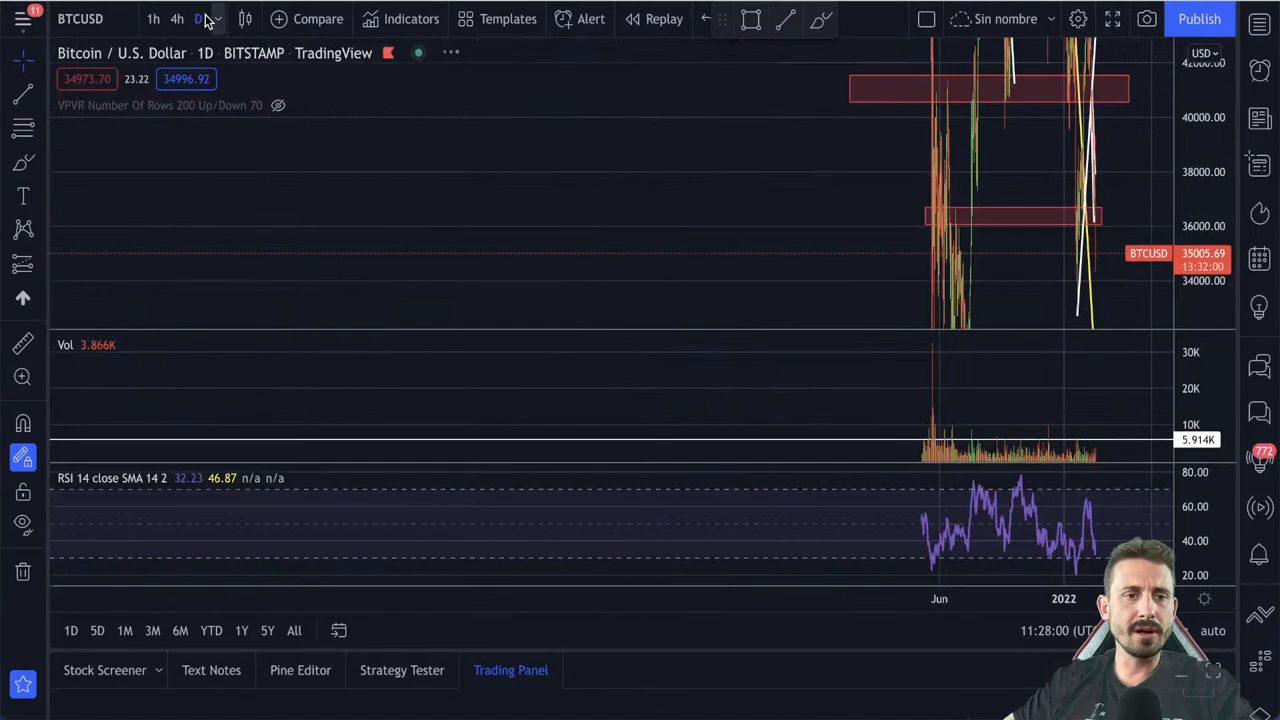 11
BTCUSD
1h
4h
D
Compare
Indicators
Templates
Alert
Replay
Sin nombre
Publish
Bitcoin / U.S. Dollar · 1D · BITSTAMP · TradingView
USD
34973.70
23.22
34996.92
VPVR Number Of Rows 200 Up/Down 70
42000.00
40000.00
38000.00
36000.00
BTCUSD
35005.69
13:32:00
34000.00
Vol 3.866K
30K
20K
10K
5.914K
RSI 14 close SMA 14 2 32.23 46.87 n/a n/a
80.00
60.00
40.00
20.00
772
Jun
2022
1D
5D
1M
3M
6M
YTD
1Y
5Y
All
11:28:00 (UT
auto
Stock Screener
Text Notes
Pine Editor
Strategy Tester
Trading Panel